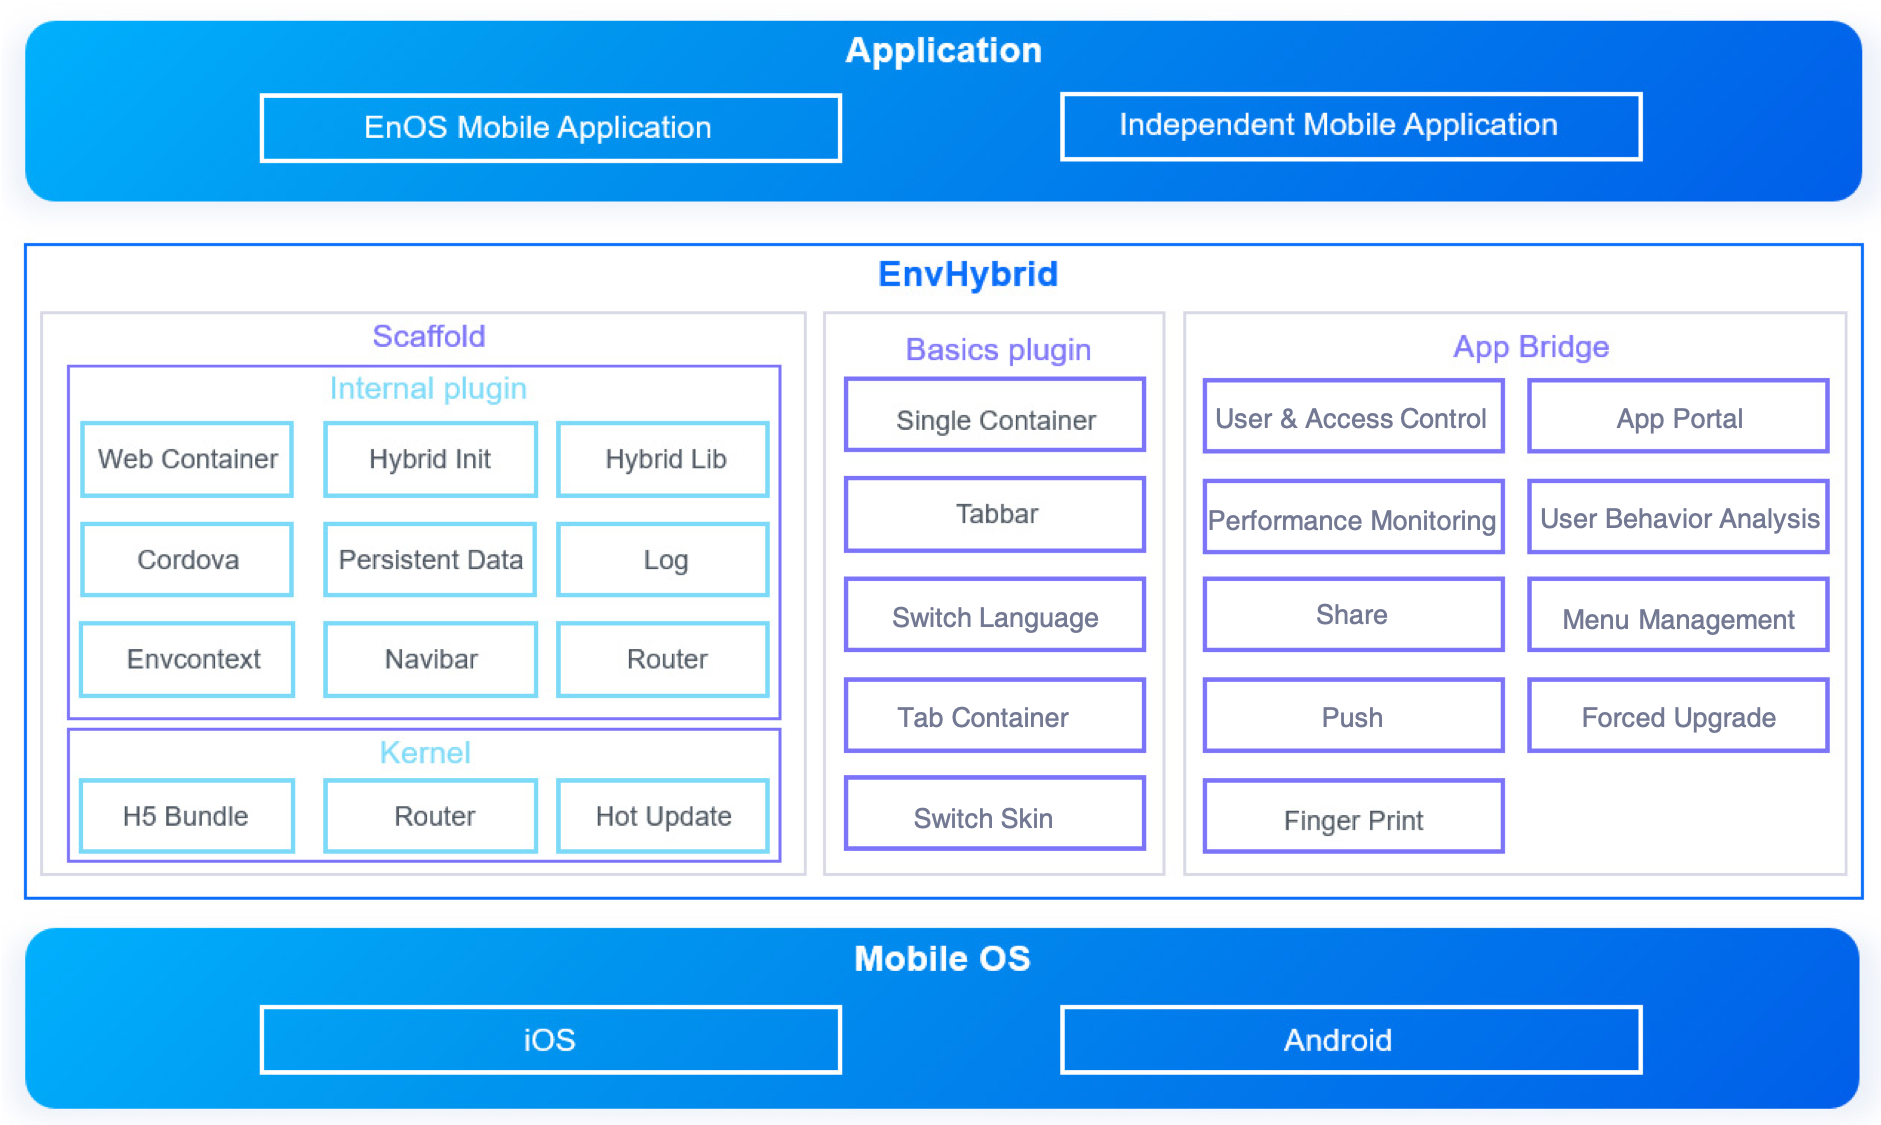 Application
EnOS Mobile Application
Independent Mobile Application
EnvHybrid
Scaffold
Internal plugin
Web Container
Hybrid Init
Hybrid Lib
Cordova
Persistent Data
Log
Envcontext
Navibar
Router
Kernel
H5 Bundle
Router
Hot Update
Basics plugin
Single Container
Tabbar
Switch Language
Tab Container
Switch Skin
App Bridge
User & Access Control
App Portal
Performance Monitoring
User Behavior Analysis
Share
Menu Management
Push
Forced Upgrade
Finger Print
Mobile OS
iOS
Android